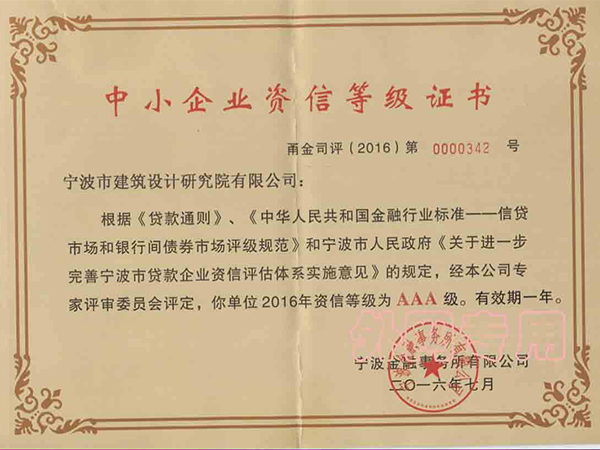 中小企业资信等级证书
甬金司评（2016）第 0000342 号
宁波市建筑设计研究院有限公司：
根据《贷款通则》、《中华人民共和国金融行业标准——信贷
市场和银行间债券市场评级规范》和宁波市人民政府《关于进一步
完善宁波市贷款企业资信评估体系实施意见》的规定，经本公司专
家评审委员会评定，你单位2016年资信等级为 AAA 级。有效期一年。
专用
宁波金融事务所有限公司
二〇一六年七月